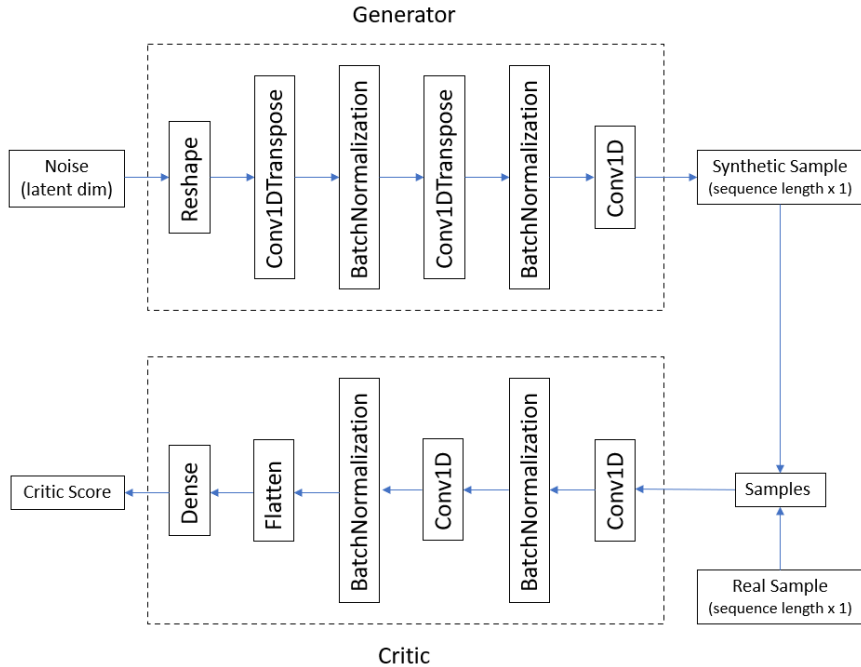 Generator
Noise
(latent dim)
Reshape
Conv1DTranspose
BatchNormalization
Conv1DTranspose
BatchNormalization
Conv1D
Synthetic Sample
(sequence length x 1)
Critic Score
Dense
Flatten
BatchNormalization
Conv1D
BatchNormalization
Conv1D
Samples
Real Sample
(sequence length x 1)
Critic